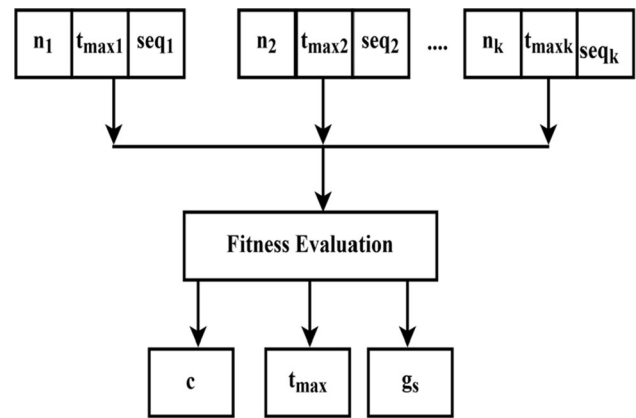 n1 tmax1 seq1 n2 tmax2 seq2 .... nk tmaxk seqk
Fitness Evaluation
c tmax gs